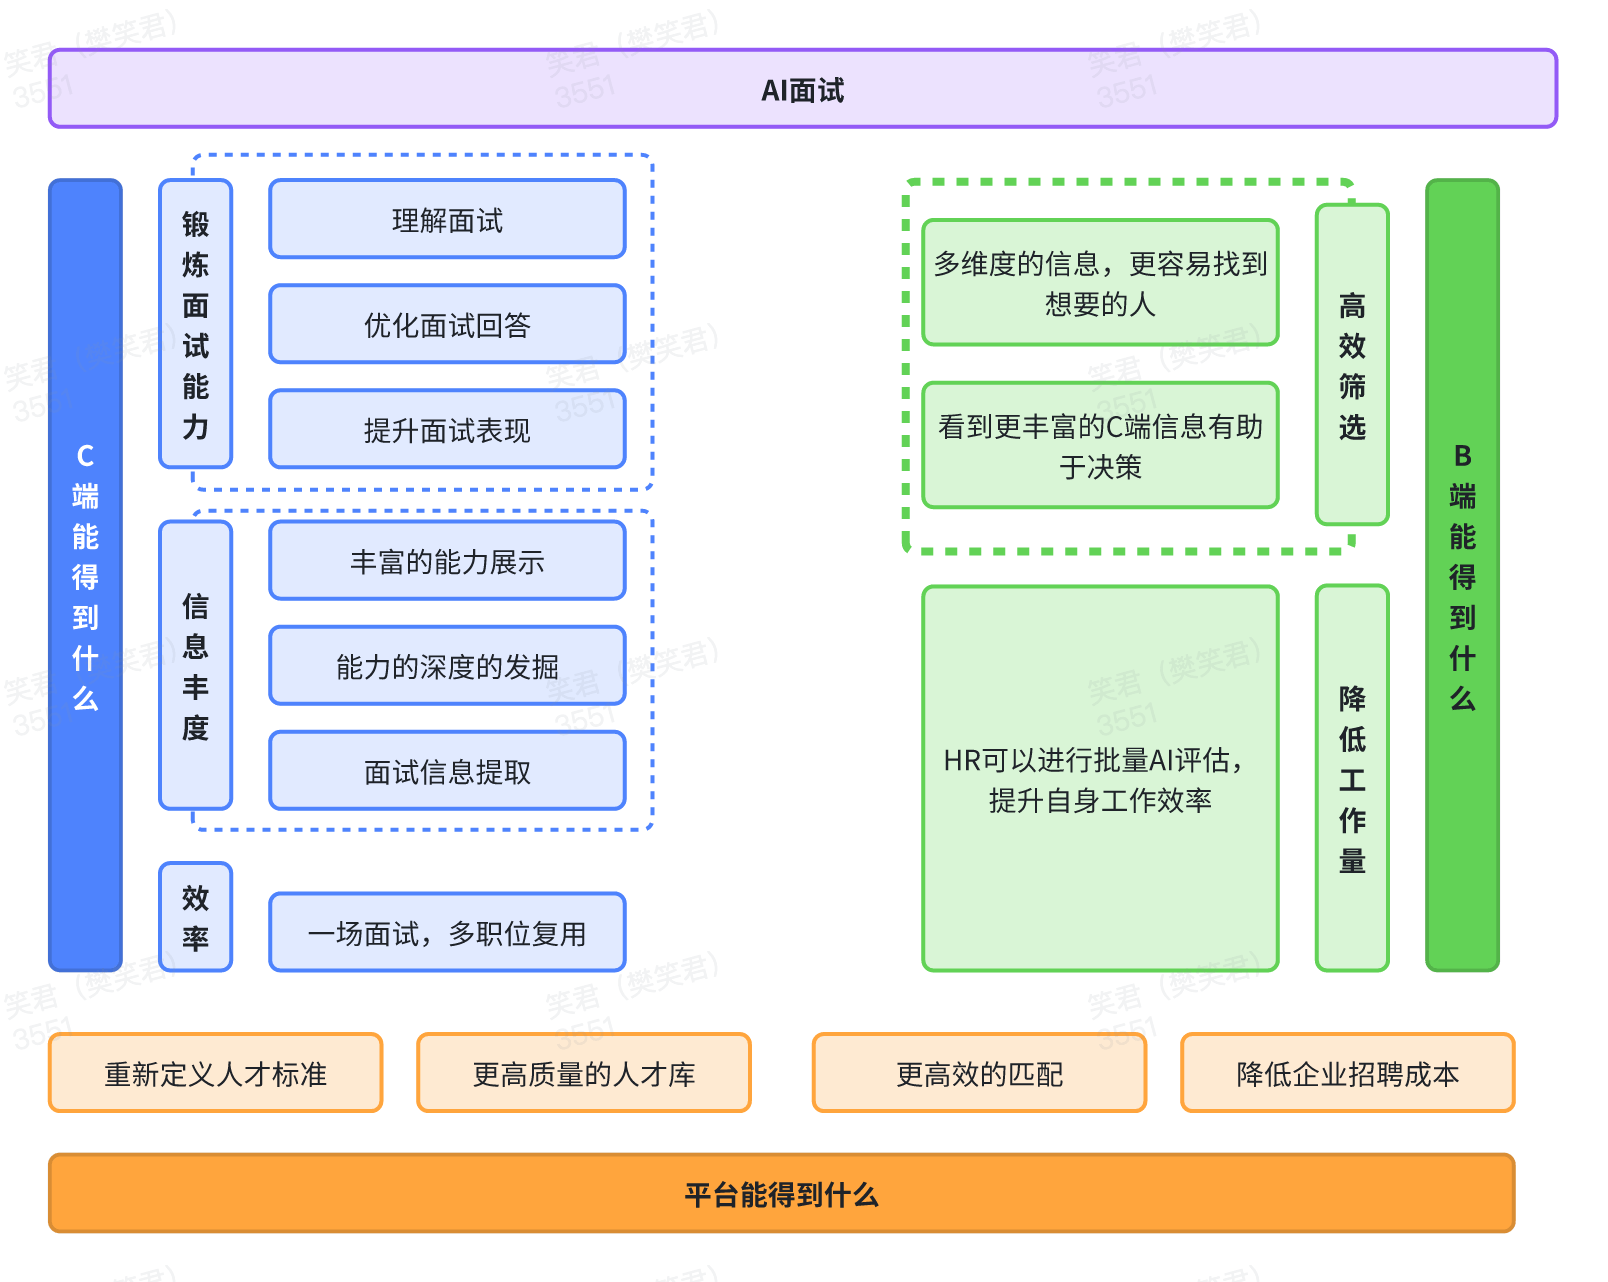 AI面试
C端能得到什么
锻炼面试能力
理解面试
优化面试回答
提升面试表现
信息丰度
丰富的能力展示
能力的深度的发掘
面试信息提取
效率
一场面试，多职位复用
多维度的信息，更容易找到
想要的人
看到更丰富的C端信息有助
于决策
高效筛选
HR可以进行批量AI评估，
提升自身工作效率
降低工作量
B端能得到什么
重新定义人才标准
更高质量的人才库
更高效的匹配
降低企业招聘成本
平台能得到什么
笑君（樊笑君）
3551